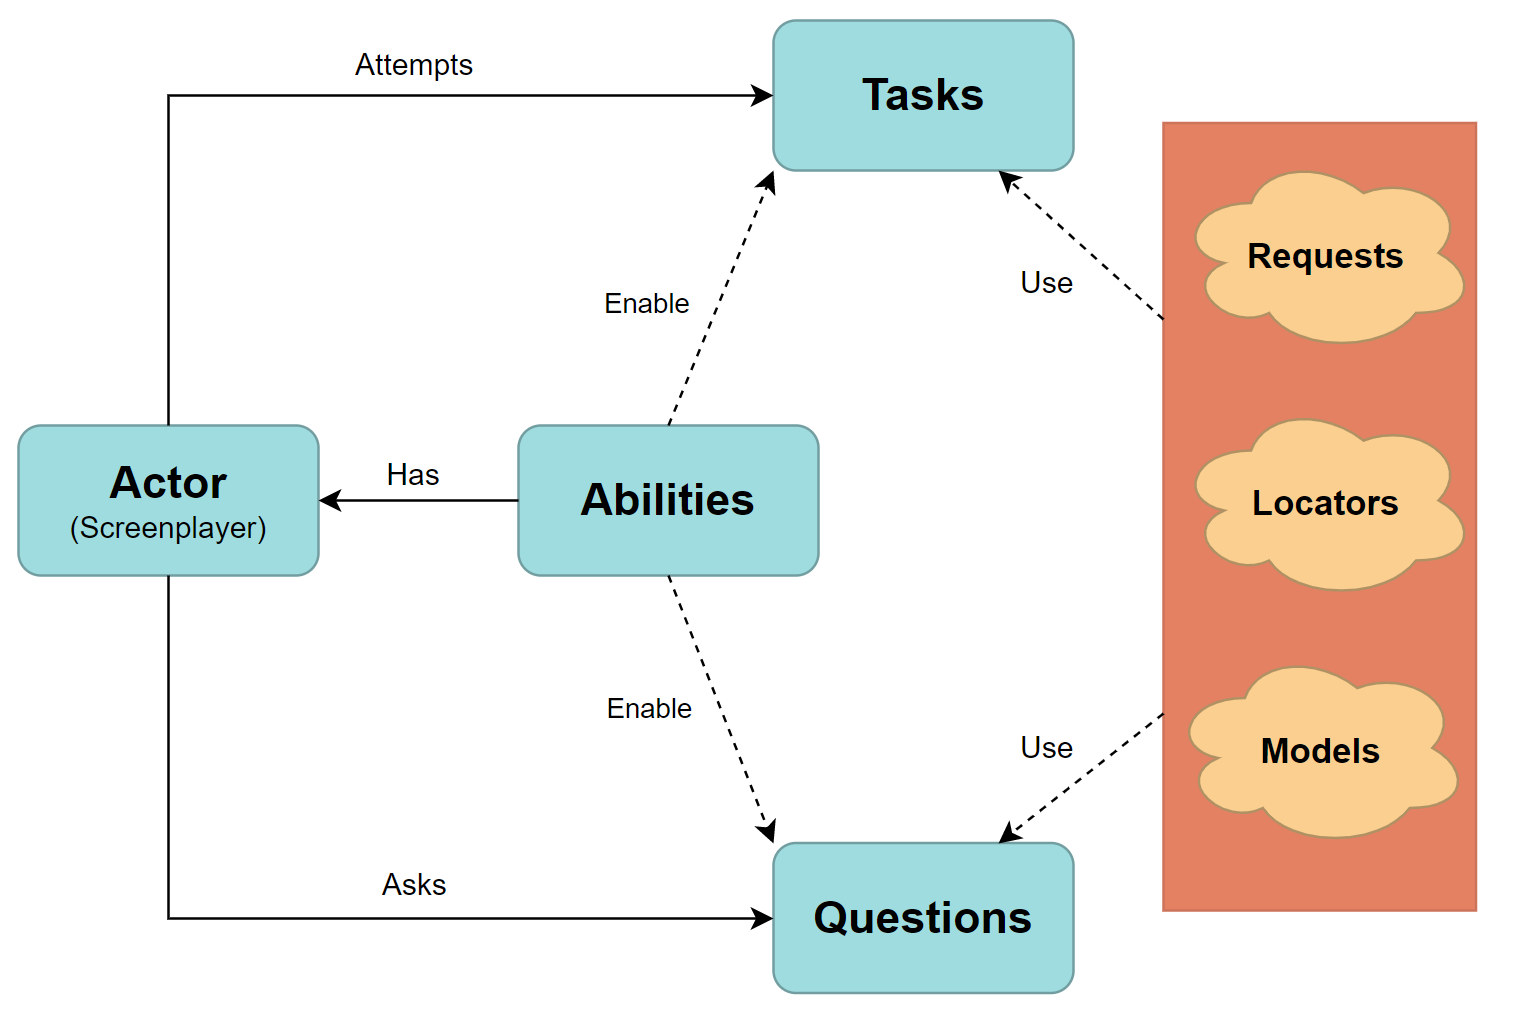 Attempts
Tasks
Requests
Use
Enable
Actor
(Screenplayer)
Has
Abilities
Locators
Enable
Use
Models
Asks
Questions